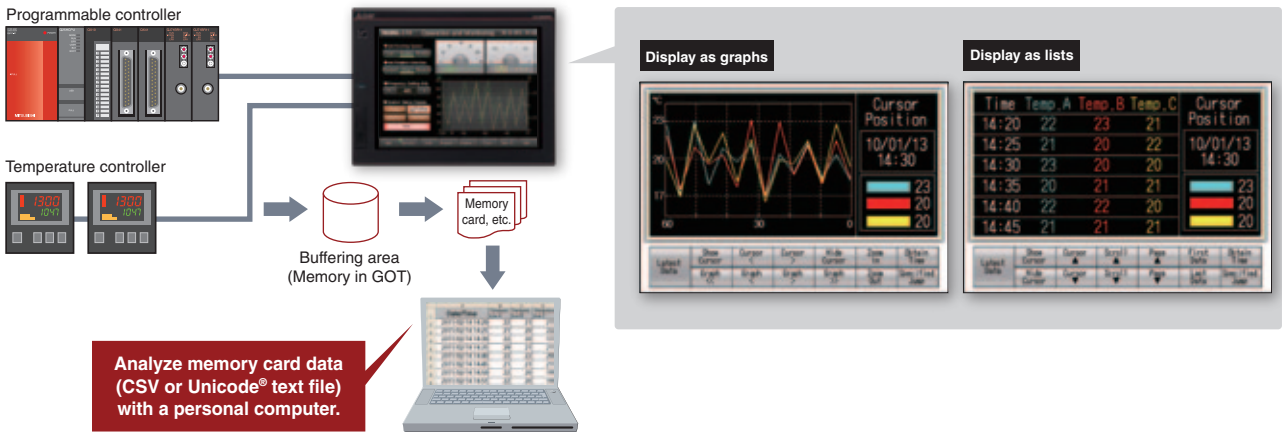 Programmable controller
Temperature controller
1300
1047
1300
1047
Buffering area
(Memory in GOT)
Memory
card, etc.
Analyze memory card data
(CSV or Unicode® text file)
with a personal computer.
Date/Time
Display as graphs
℃
23
20
17
60 30 0
Cursor
Position
10/01/13
14:30
23
20
20
Latest
Data
Show
Cursor
Cursor
<
Cursor
>
Hide
Cursor
Zoom
In
Obtain
Time
Graph
<<
Graph
<
Graph
>
Graph
>>
Zoom
Out
Specified
Jump
Display as lists
Time Temp.A Temp.B Temp.C
14:20 22 23 21
14:25 21 20 22
14:30 23 20 20
14:35 20 21 21
14:40 22 22 20
14:45 21 21 21
Cursor
Position
10/01/13
14:30
23
20
20
Latest
Data
Show
Cursor
Cursor
▲
Scroll
▲
Page
▲
First
Data
Obtain
Time
Hide
Cursor
Cursor
▼
Scroll
▼
Page
▼
Last
Data
Specified
Jump